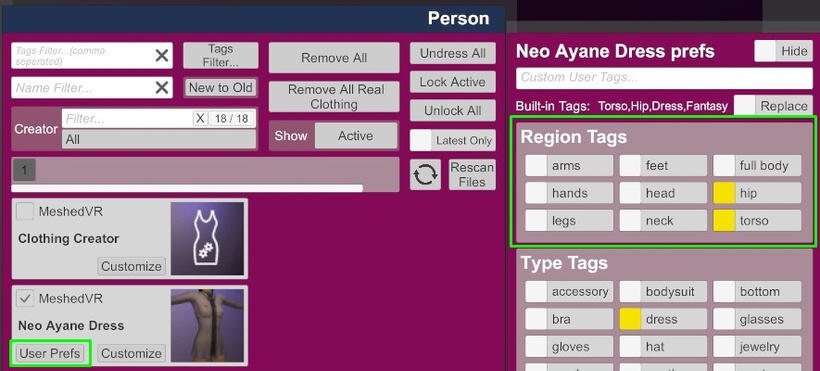 Person
Tags Filter...(comma seperated)
Tags Filter...
Remove All
Undress All
Name Filter...
New to Old
Remove All Real Clothing
Lock Active
Unlock All
Creator
Filter...
X
18 / 18
All
Show
Active
Latest Only
1
Rescan Files
MeshedVR
Clothing Creator
Customize
MeshedVR
Neo Ayane Dress
User Prefs
Customize
Neo Ayane Dress prefs
Hide
Custom User Tags...
Built-in Tags: Torso,Hip,Dress,Fantasy
Replace
Region Tags
arms
feet
full body
hands
head
hip
legs
neck
torso
Type Tags
accessory
bodysuit
bottom
bra
dress
glasses
gloves
hat
jewelry